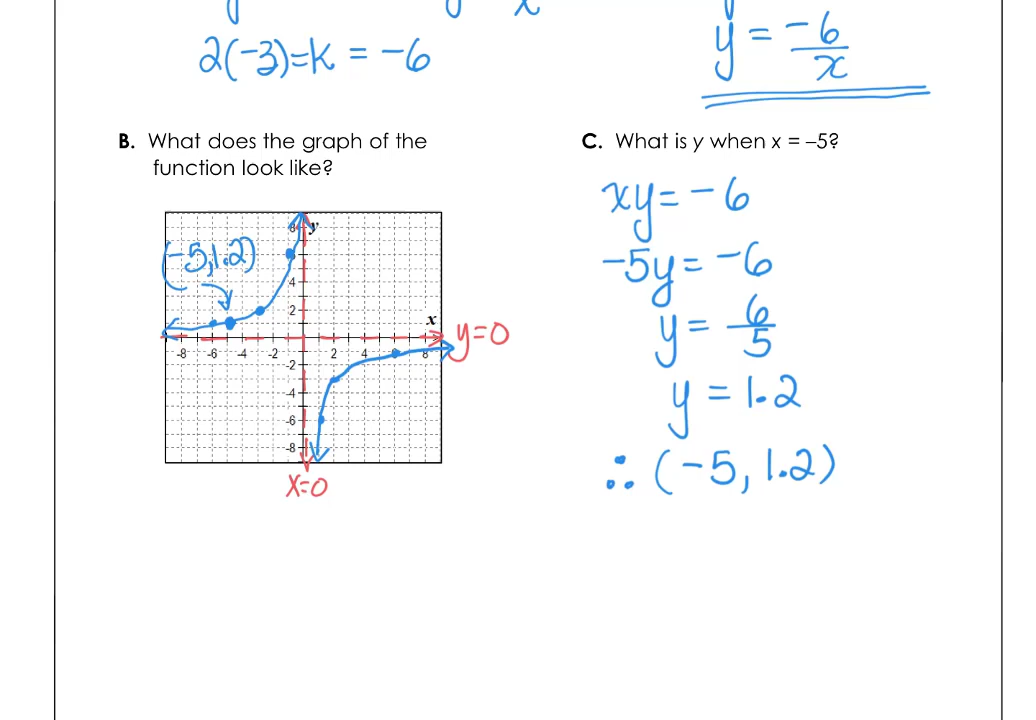 2(-3)=k = -6
y = -6/x
B. What does the graph of the
function look like?
C. What is y when x = –5?
xy = -6
-5y = -6
y = 6/5
y = 1.2
∴ (-5, 1.2)
(-5,1.2)
y
x
8
4
2
-8 -6 -4 -2 2 4 8
-2
-4
-6
-8
y=0
x=0